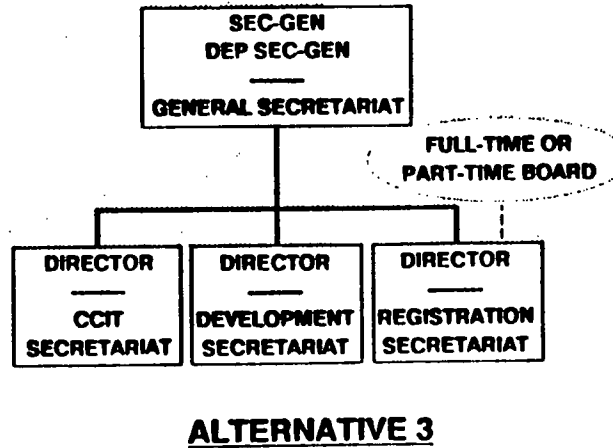 SEC-GEN
DEP SEC-GEN
GENERAL SECRETARIAT
FULL-TIME OR
PART-TIME BOARD
DIRECTOR
CCIT
SECRETARIAT
DIRECTOR
DEVELOPMENT
SECRETARIAT
DIRECTOR
REGISTRATION
SECRETARIAT
ALTERNATIVE 3